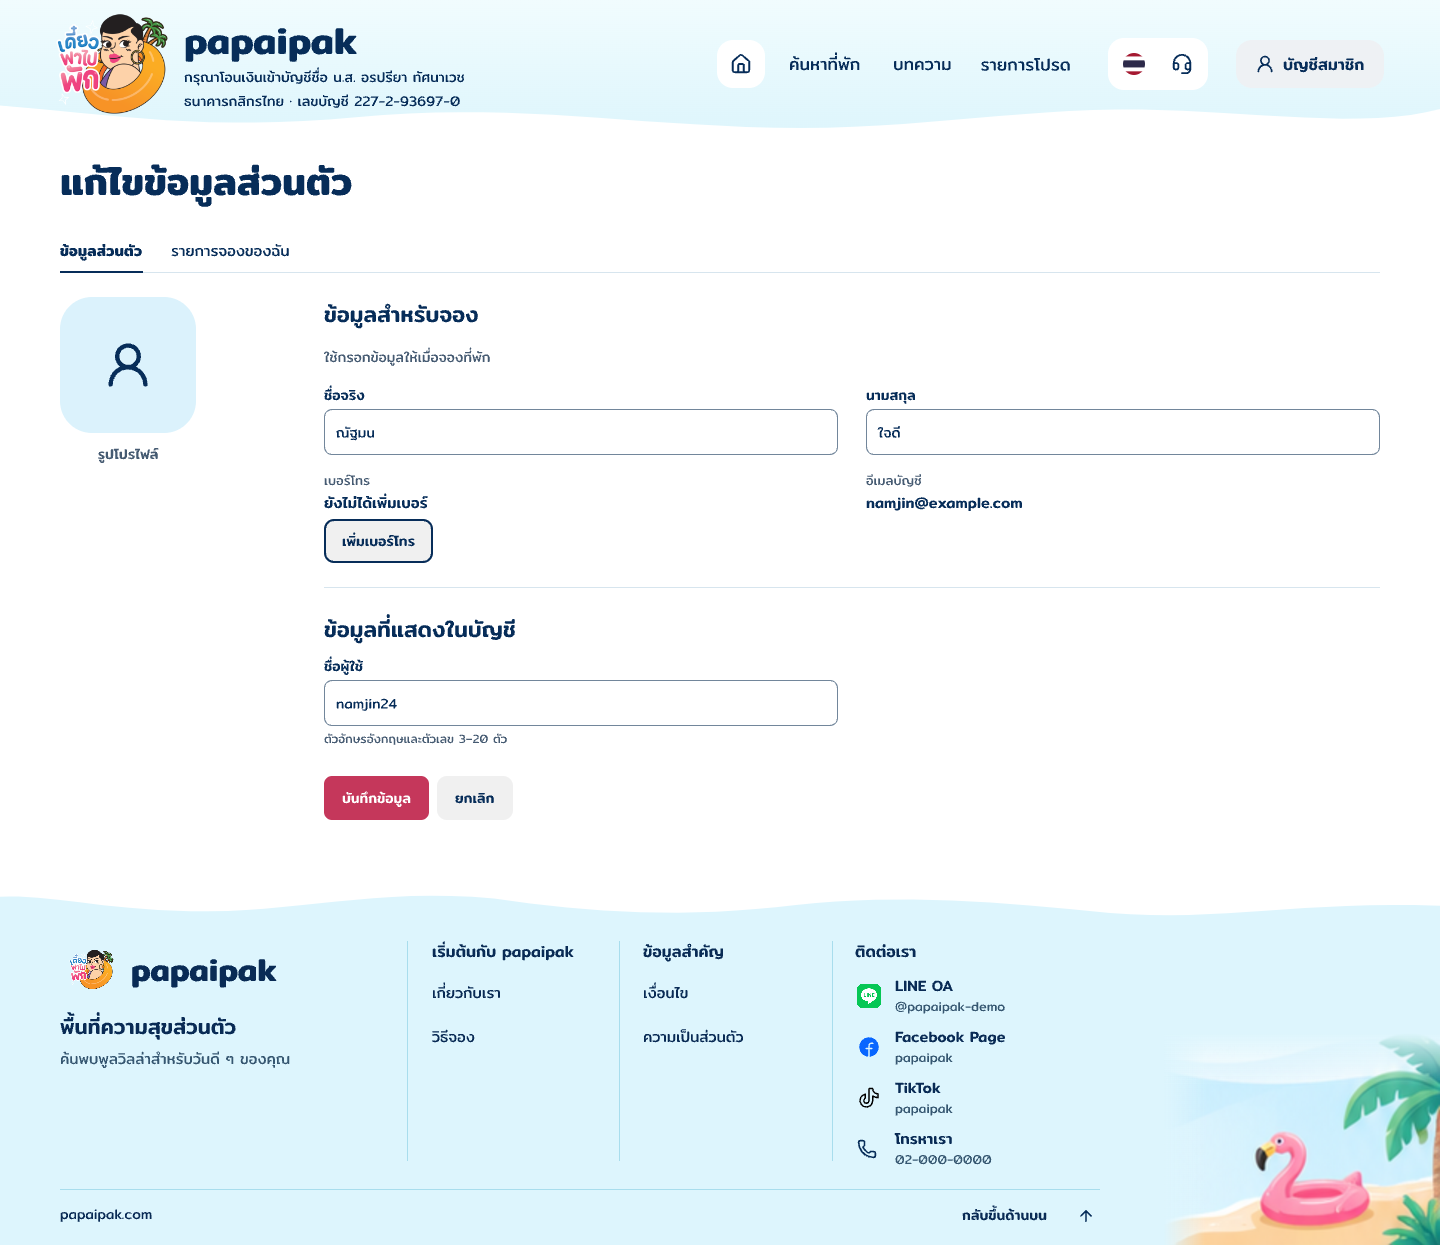 เดี๋ยว
พาไป
พัก
papaipak
กรุณาโอนเงินเข้าบัญชีชื่อ น.ส. อรปรียา ทัศนาเวช
ธนาคารกสิกรไทย · เลขบัญชี 227-2-93697-0
ค้นหาที่พัก
บทความ
รายการโปรด
บัญชีสมาชิก
แก้ไขข้อมูลส่วนตัว
ข้อมูลส่วนตัว
รายการจองของฉัน
รูปโปรไฟล์
ข้อมูลสำหรับจอง
ใช้กรอกข้อมูลให้เมื่อจองที่พัก
ชื่อจริง
นามสกุล
ณัฐมน
ใจดี
เบอร์โทร
อีเมลบัญชี
ยังไม่ได้เพิ่มเบอร์
namjin@example.com
เพิ่มเบอร์โทร
ข้อมูลที่แสดงในบัญชี
ชื่อผู้ใช้
namjin24
ตัวอักษรอังกฤษและตัวเลข 3–20 ตัว
บันทึกข้อมูล
ยกเลิก
เดี๋ยว
พาไป
พัก
papaipak
พื้นที่ความสุขส่วนตัว
ค้นพบพูลวิลล่าสำหรับวันดี ๆ ของคุณ
เริ่มต้นกับ papaipak
เกี่ยวกับเรา
วิธีจอง
ข้อมูลสำคัญ
เงื่อนไข
ความเป็นส่วนตัว
ติดต่อเรา
LINE
LINE OA
@papaipak-demo
Facebook Page
papaipak
TikTok
papaipak
โทรหาเรา
02-000-0000
papaipak.com
กลับขึ้นด้านบน